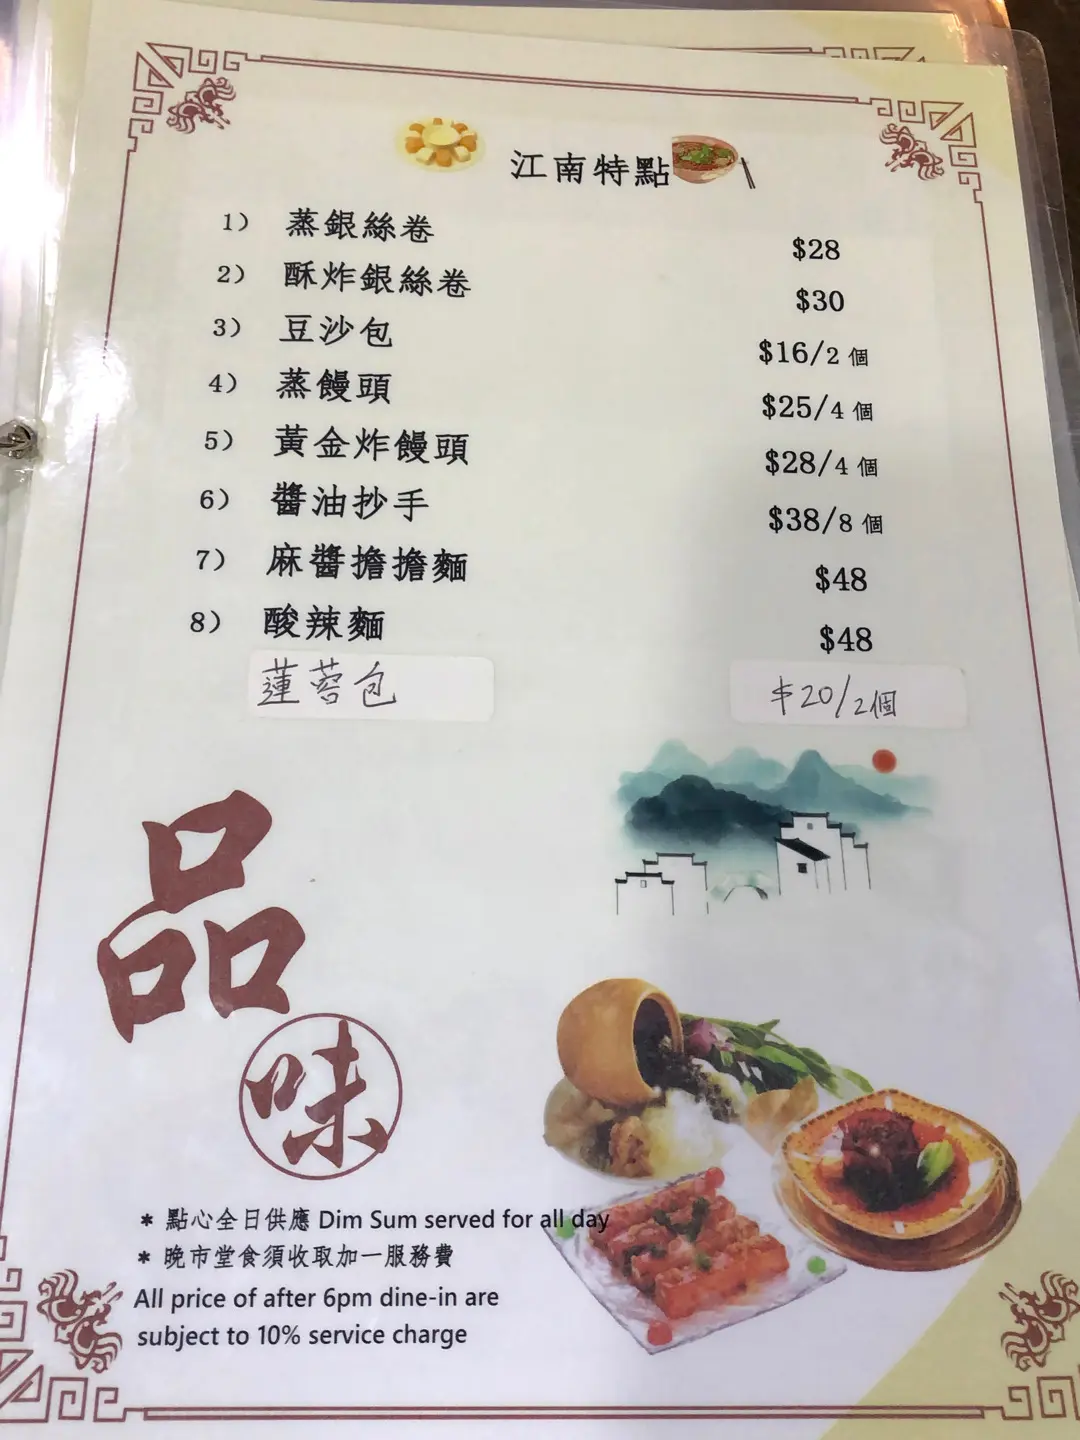 江南特點
1) 蒸銀絲卷 $28
2) 酥炸銀絲卷 $30
3) 豆沙包 $16/2 個
4) 蒸饅頭 $25/4 個
5) 黃金炸饅頭 $28/4 個
6) 醬油抄手 $38/8 個
7) 麻醬擔擔麵 $48
8) 酸辣麵 $48
蓮蓉包 $20/2個
品
味
* 點心全日供應 Dim Sum served for all day
* 晚市堂食須收取加一服務費
All price of after 6pm dine-in are
subject to 10% service charge